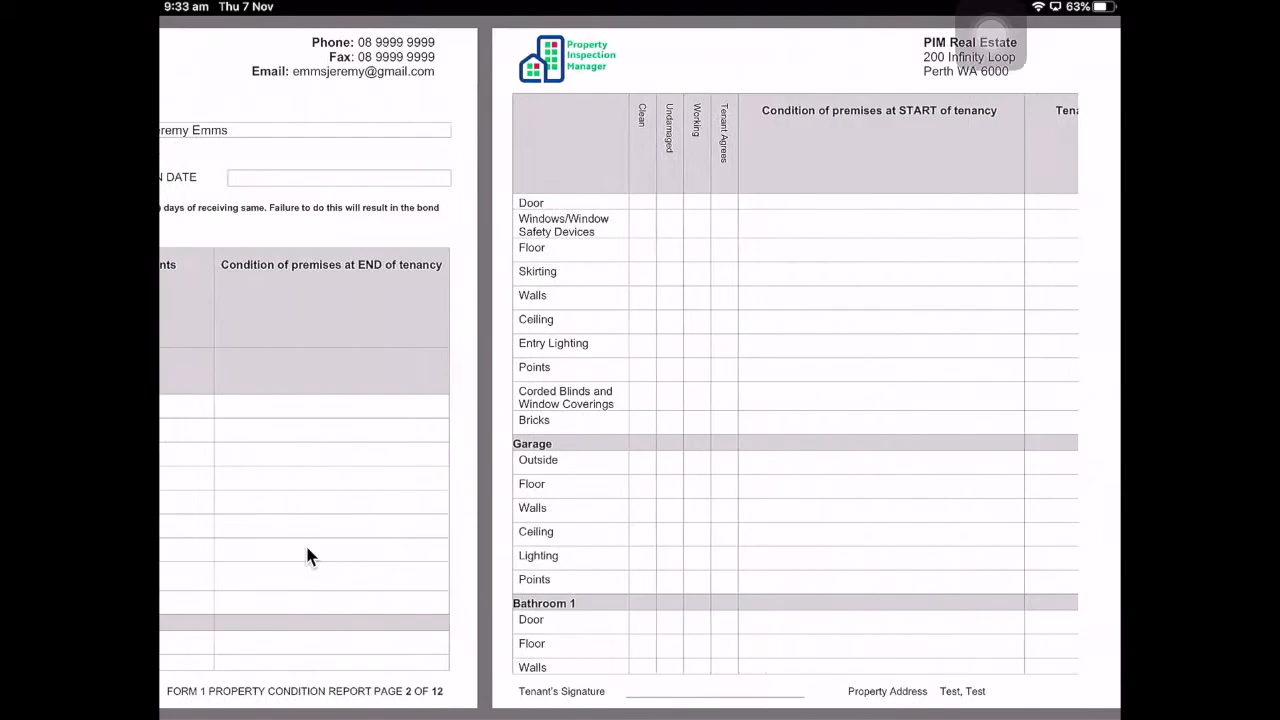 9:33 am Thu 7 Nov
63%
Phone: 08 9999 9999
Fax: 08 9999 9999
Email: emmsjeremy@gmail.com
eremy Emms
N DATE
days of receiving same. Failure to do this will result in the bond
nts
Condition of premises at END of tenancy
FORM 1 PROPERTY CONDITION REPORT PAGE 2 OF 12
Property
Inspection
Manager
PIM Real Estate
200 Infinity Loop
Perth WA 6000
Clean
Undamaged
Working
Tenant Agrees
Condition of premises at START of tenancy
Tena
Door
Windows/Window
Safety Devices
Floor
Skirting
Walls
Ceiling
Entry Lighting
Points
Corded Blinds and
Window Coverings
Bricks
Garage
Outside
Floor
Walls
Ceiling
Lighting
Points
Bathroom 1
Door
Floor
Walls
Tenant's Signature
Property Address Test, Test